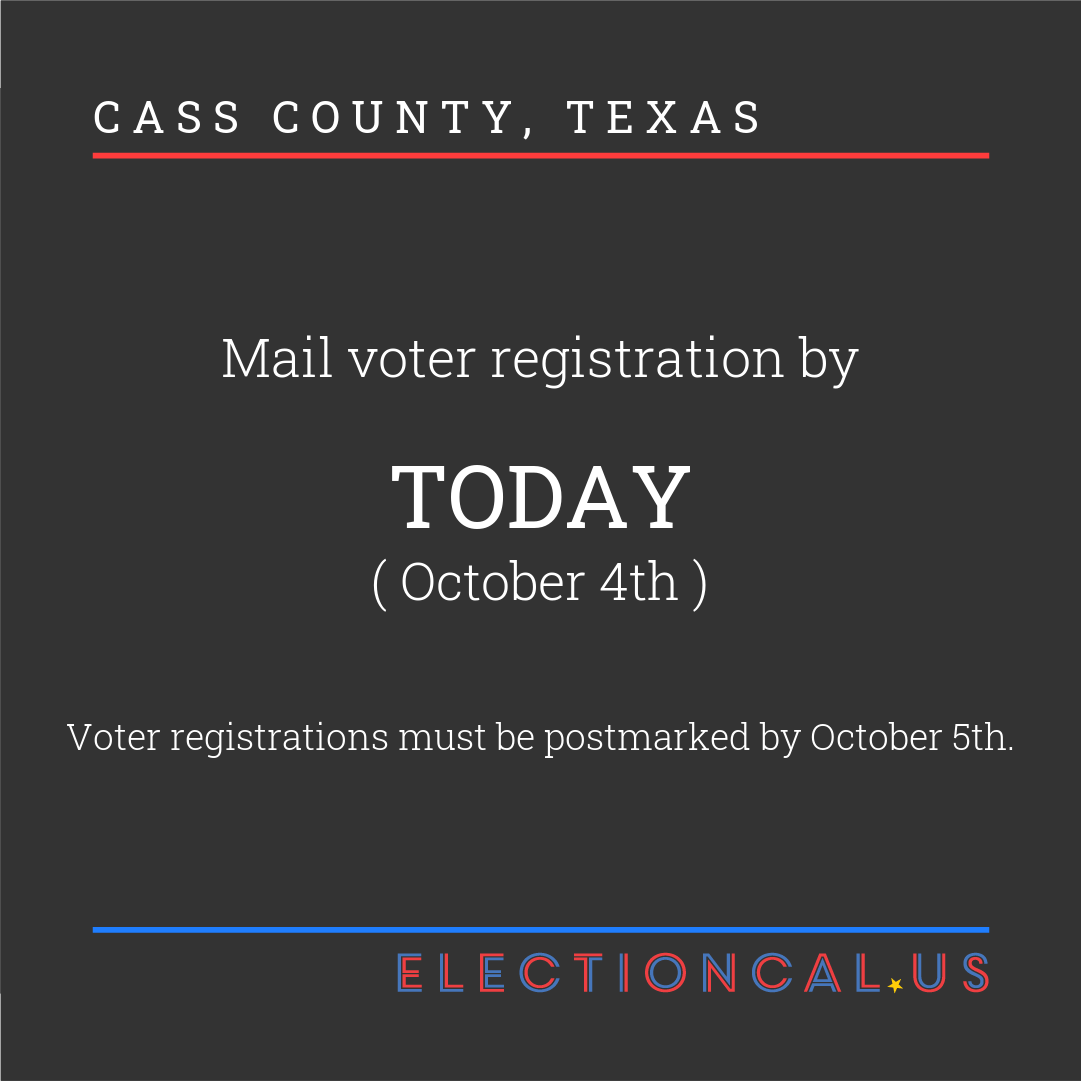 CASS COUNTY, TEXAS
Mail voter registration by
TODAY
( October 4th )
Voter registrations must be postmarked by October 5th.
ELECTIONCAL.US